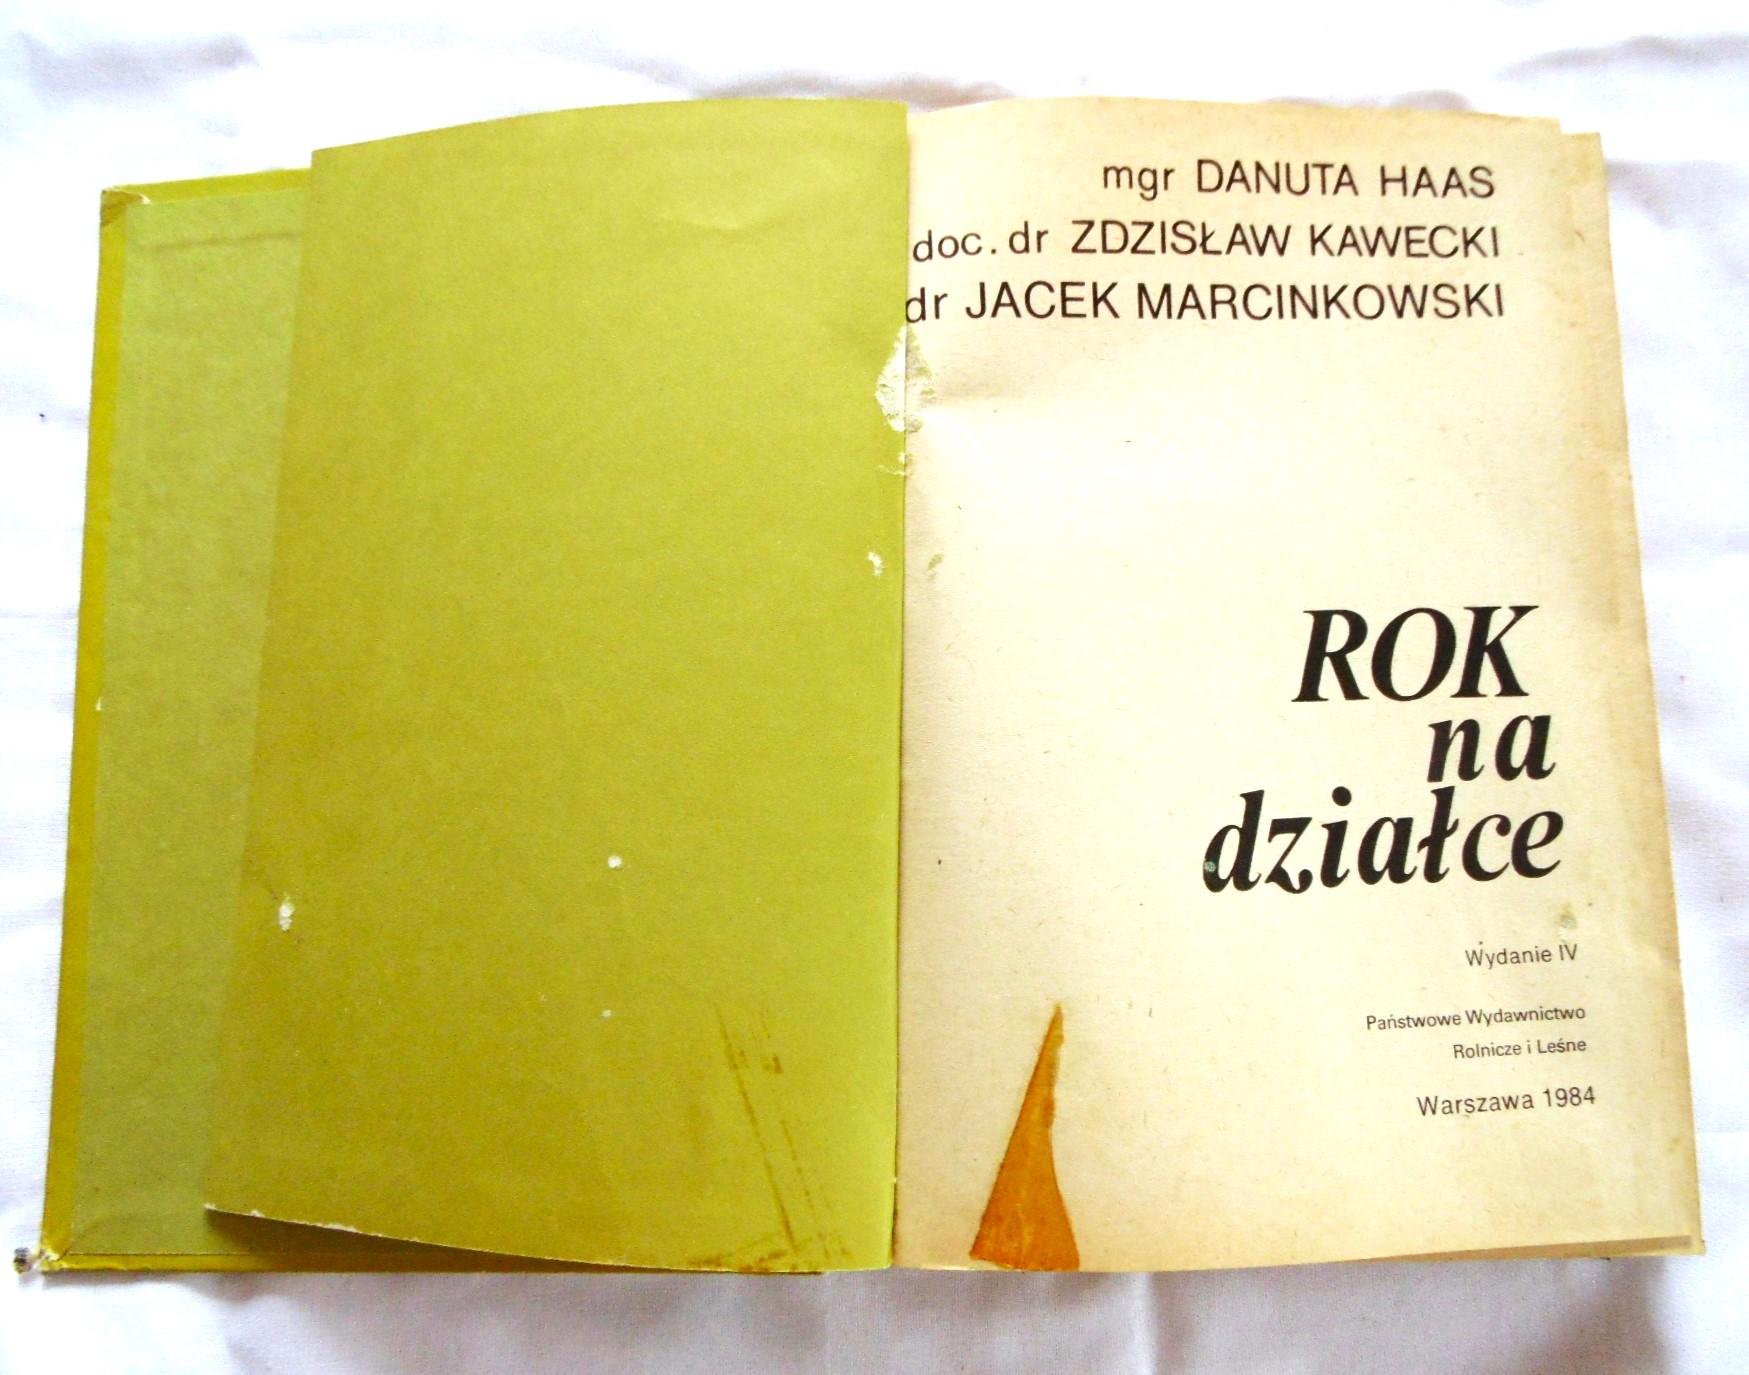 mgr DANUTA HAAS
doc. dr ZDZISŁAW KAWECKI
dr JACEK MARCINKOWSKI
ROK
na
działce
Wydanie IV
Państwowe Wydawnictwo
Rolnicze i Leśne
Warszawa 1984